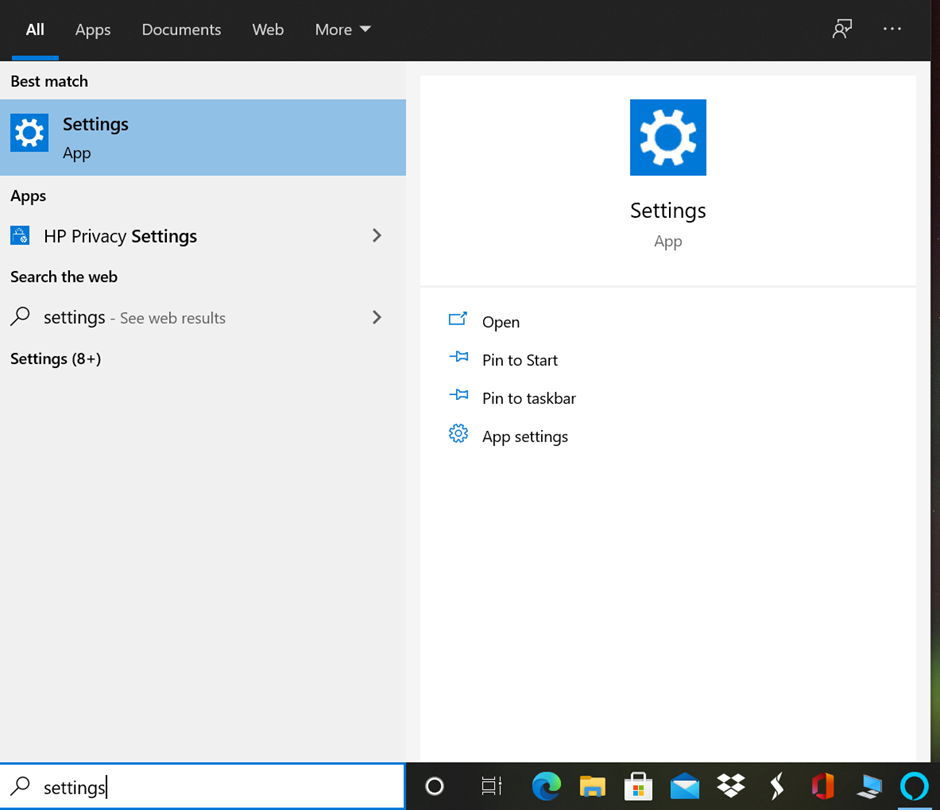 All Apps Documents Web More
Best match
Settings
App
Apps
HP Privacy Settings
Search the web
settings - See web results
Settings (8+)
Settings
App
Open
Pin to Start
Pin to taskbar
App settings
settings